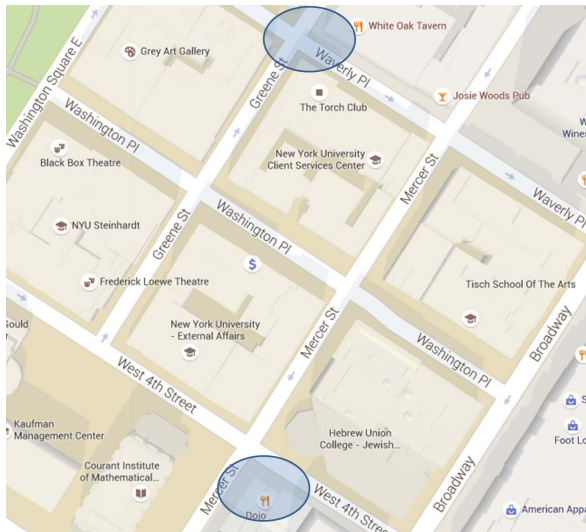 White Oak Tavern
Grey Art Gallery
Waverly Pl
Washington Square E
Greene St
Josie Woods Pub
The Torch Club
Washington Pl
W
Wines
New York University
Client Services Center
Mercer St
Black Box Theatre
Waverly Pl
NYU Steinhardt
Washington Pl
Greene St
Tisch School Of The Arts
Frederick Loewe Theatre
$
Broadway
Gould
r
New York University
- External Affairs
Mercer St
Washington Pl
West 4th Street
S
Kaufman
Management Center
Hebrew Union
College - Jewish...
Foot Lo
Courant Institute
of Mathematical...
Mercer St
Broadway
West 4th Street
Dojo
American App